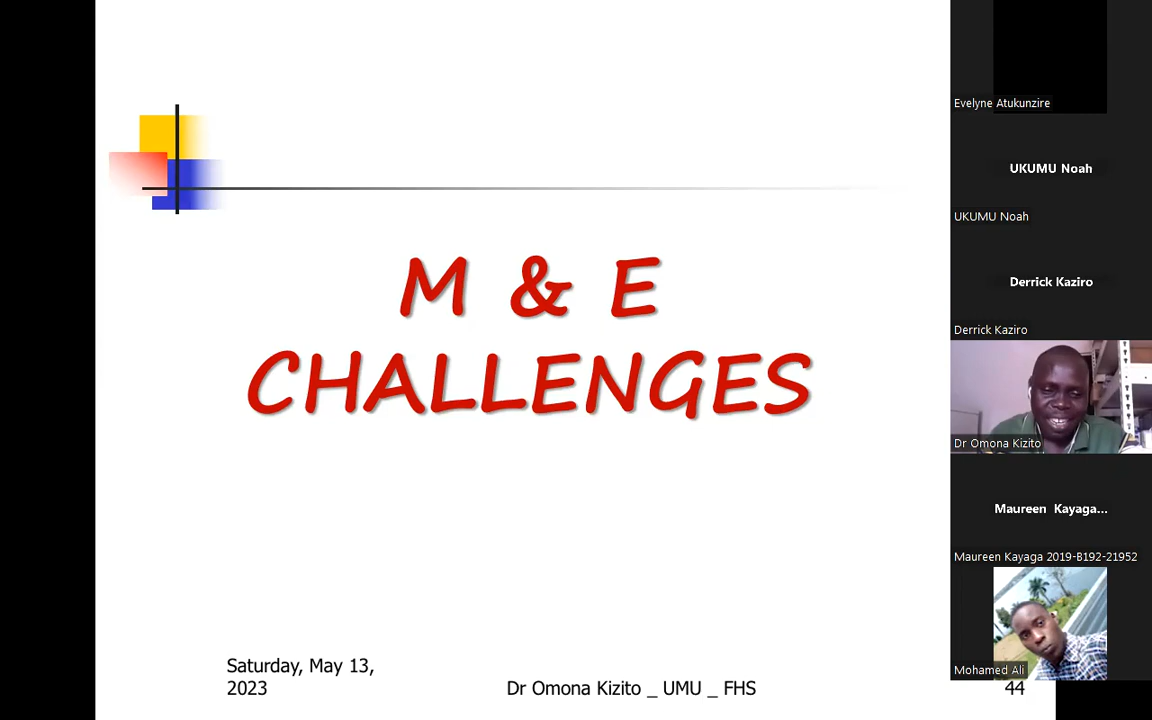 M & E
CHALLENGES
Saturday, May 13,
2023
Dr Omona Kizito _ UMU _ FHS
44
Evelyne Atukunzire
UKUMU Noah
UKUMU Noah
Derrick Kaziro
Derrick Kaziro
Dr Omona Kizito
Maureen Kayaga...
Maureen Kayaga 2019-B192-21952
Mohamed Ali